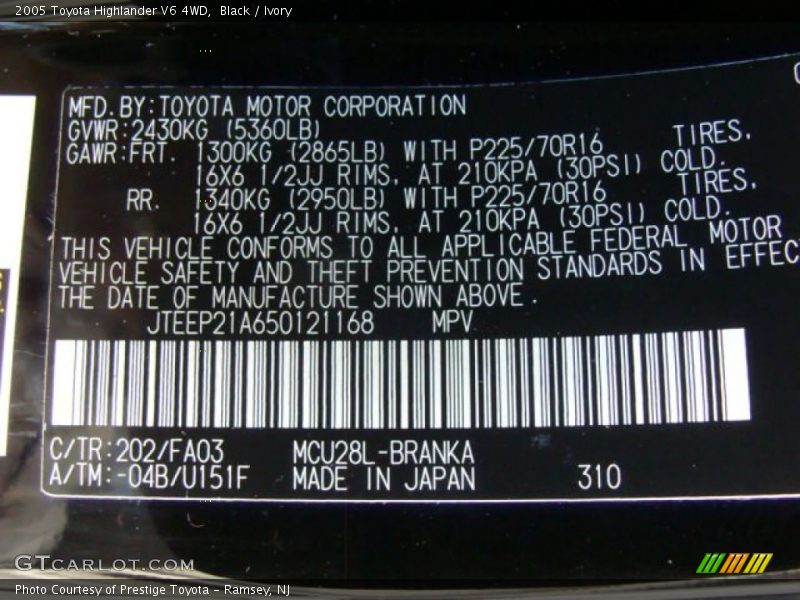 2005 Toyota Highlander V6 4WD, Black / Ivory
MFD.BY:TOYOTA MOTOR CORPORATION
GVWR:2430KG (5360LB)
GAWR:FRT. 1300KG (2865LB) WITH P225/70R16 TIRES,
16X6 1/2JJ RIMS, AT 210KPA (30PSI) COLD.
RR. 1340KG (2950LB) WITH P225/70R16 TIRES,
16X6 1/2JJ RIMS, AT 210KPA (30PSI) COLD.
THIS VEHICLE CONFORMS TO ALL APPLICABLE FEDERAL MOTOR
VEHICLE SAFETY AND THEFT PREVENTION STANDARDS IN EFFEC
THE DATE OF MANUFACTURE SHOWN ABOVE.
JTEEP21A650121168 MPV
C/TR:202/FA03 MCU28L-BRANKA
A/TM:-04B/U151F MADE IN JAPAN 310
GTCARLOT.COM
Photo Courtesy of Prestige Toyota - Ramsey, NJ